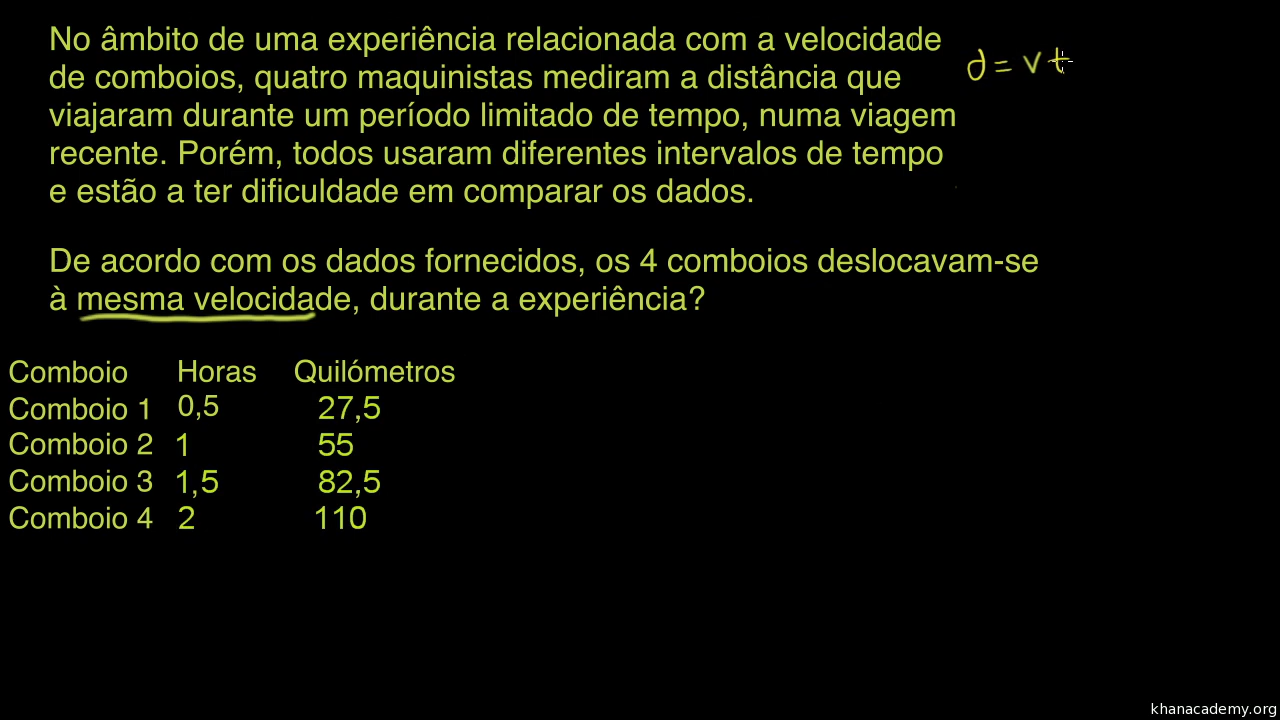 No âmbito de uma experiência relacionada com a velocidade
de comboios, quatro maquinistas mediram a distância que
viajaram durante um período limitado de tempo, numa viagem
recente. Porém, todos usaram diferentes intervalos de tempo
e estão a ter dificuldade em comparar os dados.
d = v t
De acordo com os dados fornecidos, os 4 comboios deslocavam-se
à mesma velocidade, durante a experiência?
Comboio Horas Quilómetros
Comboio 1 0,5 27,5
Comboio 2 1 55
Comboio 3 1,5 82,5
Comboio 4 2 110
khanacademy.org